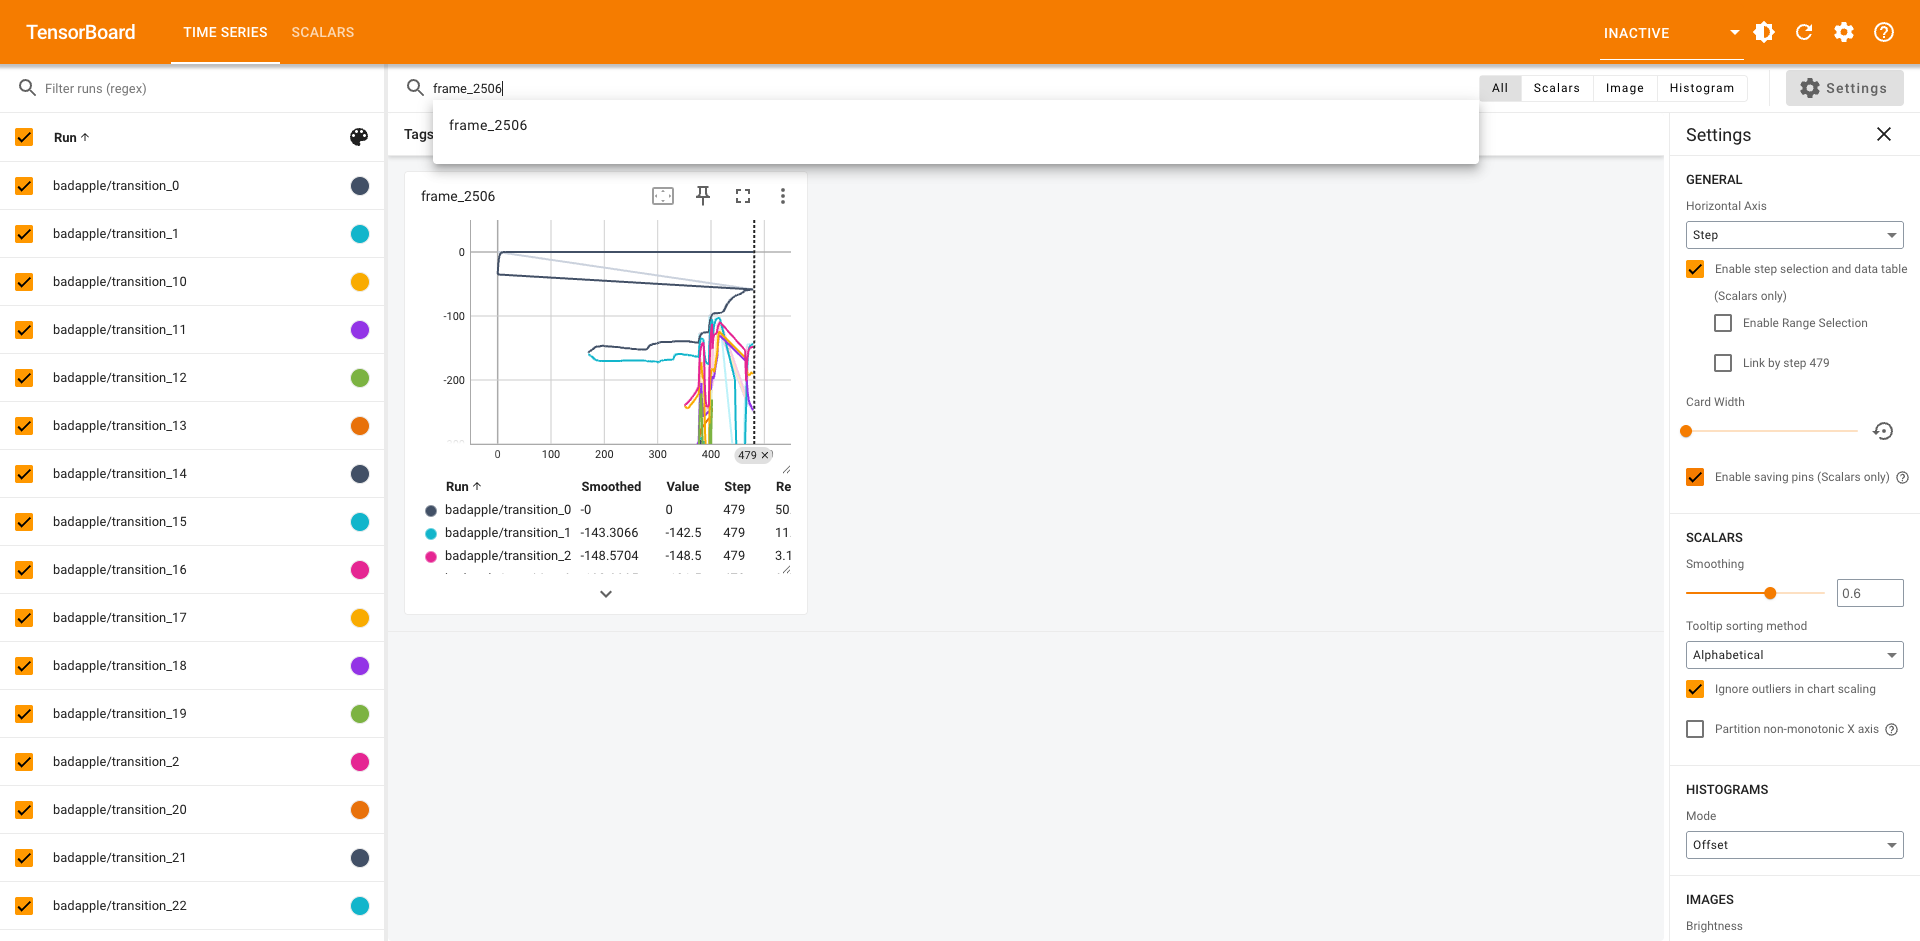 TensorBoard
TIME SERIES
SCALARS
INACTIVE
Filter runs (regex)
frame_2506
All
Scalars
Image
Histogram
Settings
frame_2506
Run
Tags
Settings
badapple/transition_0
badapple/transition_1
badapple/transition_10
badapple/transition_11
badapple/transition_12
badapple/transition_13
badapple/transition_14
badapple/transition_15
badapple/transition_16
badapple/transition_17
badapple/transition_18
badapple/transition_19
badapple/transition_2
badapple/transition_20
badapple/transition_21
badapple/transition_22
frame_2506
0
-100
-200
0 100 200 300 400 479
Run Smoothed Value Step Re
badapple/transition_0 -0 0 479 50
badapple/transition_1 -143.3066 -142.5 479 11
badapple/transition_2 -148.5704 -148.5 479 3.1
GENERAL
Horizontal Axis
Step
Enable step selection and data table
(Scalars only)
Enable Range Selection
Link by step 479
Card Width
Enable saving pins (Scalars only)
SCALARS
Smoothing
0.6
Tooltip sorting method
Alphabetical
Ignore outliers in chart scaling
Partition non-monotonic X axis
HISTOGRAMS
Mode
Offset
IMAGES
Brightness